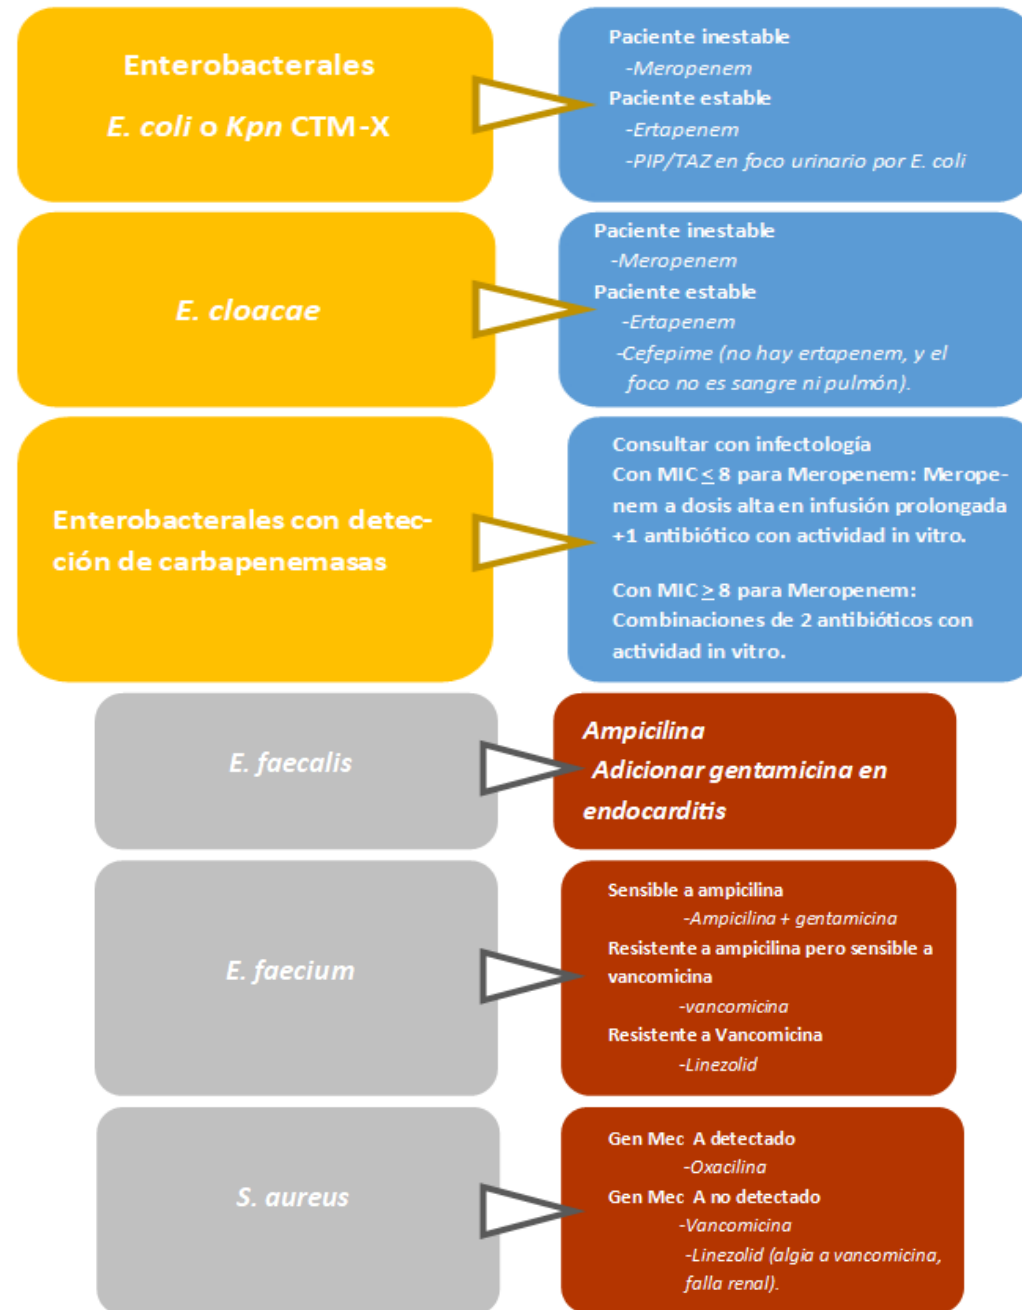 Enterobacterales
E. coli o Kpn CTM-X
Paciente inestable
-Meropenem
Paciente estable
-Ertapenem
-PIP/TAZ en foco urinario por E. coli
E. cloacae
Paciente inestable
-Meropenem
Paciente estable
-Ertapenem
-Cefepime (no hay ertapenem, y el
foco no es sangre ni pulmón).
Enterobacterales con detec-
ción de carbapenemasas
Consultar con infectología
Con MIC ≤ 8 para Meropenem: Merope-
nem a dosis alta en infusión prolongada
+1 antibiótico con actividad in vitro.
Con MIC ≥ 8 para Meropenem:
Combinaciones de 2 antibióticos con
actividad in vitro.
E. faecalis
Ampicilina
Adicionar gentamicina en
endocarditis
E. faecium
Sensible a ampicilina
-Ampicilina + gentamicina
Resistente a ampicilina pero sensible a
vancomicina
-vancomicina
Resistente a Vancomicina
-Linezolid
S. aureus
Gen Mec A detectado
-Oxacilina
Gen Mec A no detectado
-Vancomicina
-Linezolid (algia a vancomicina,
falla renal).